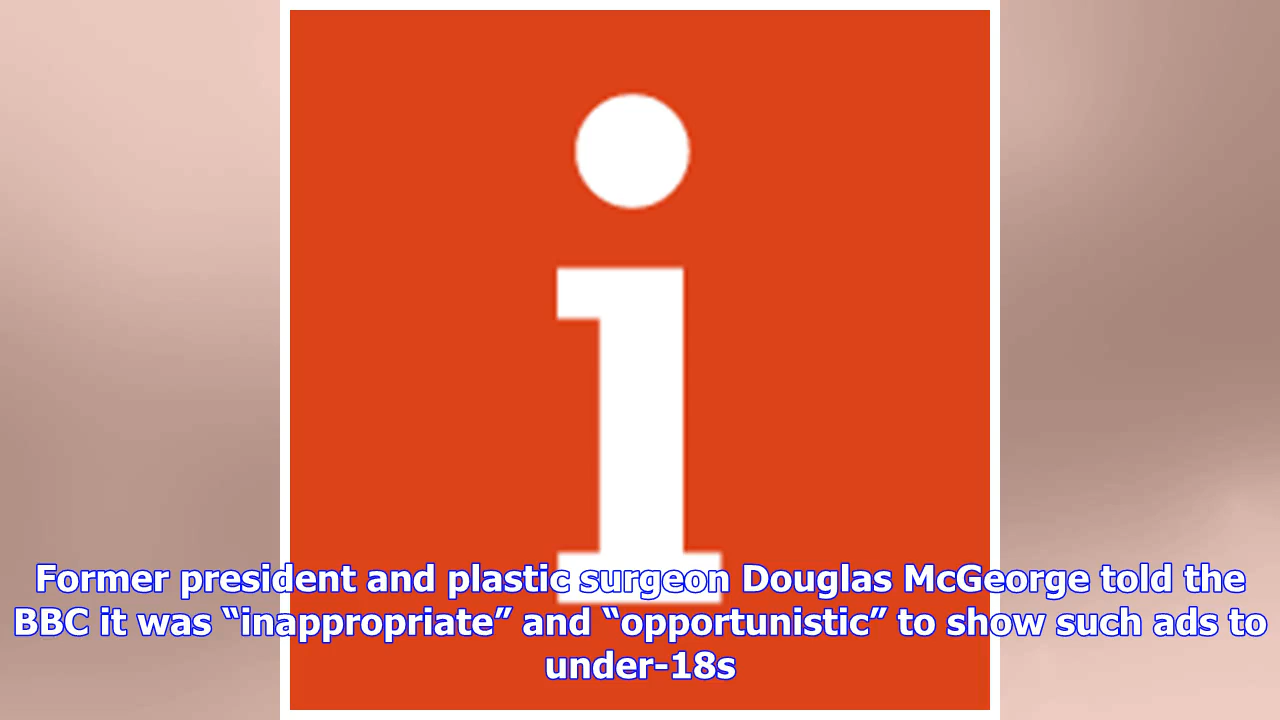 i
Former president and plastic surgeon Douglas McGeorge told the
BBC it was “inappropriate” and “opportunistic” to show such ads to
under-18s